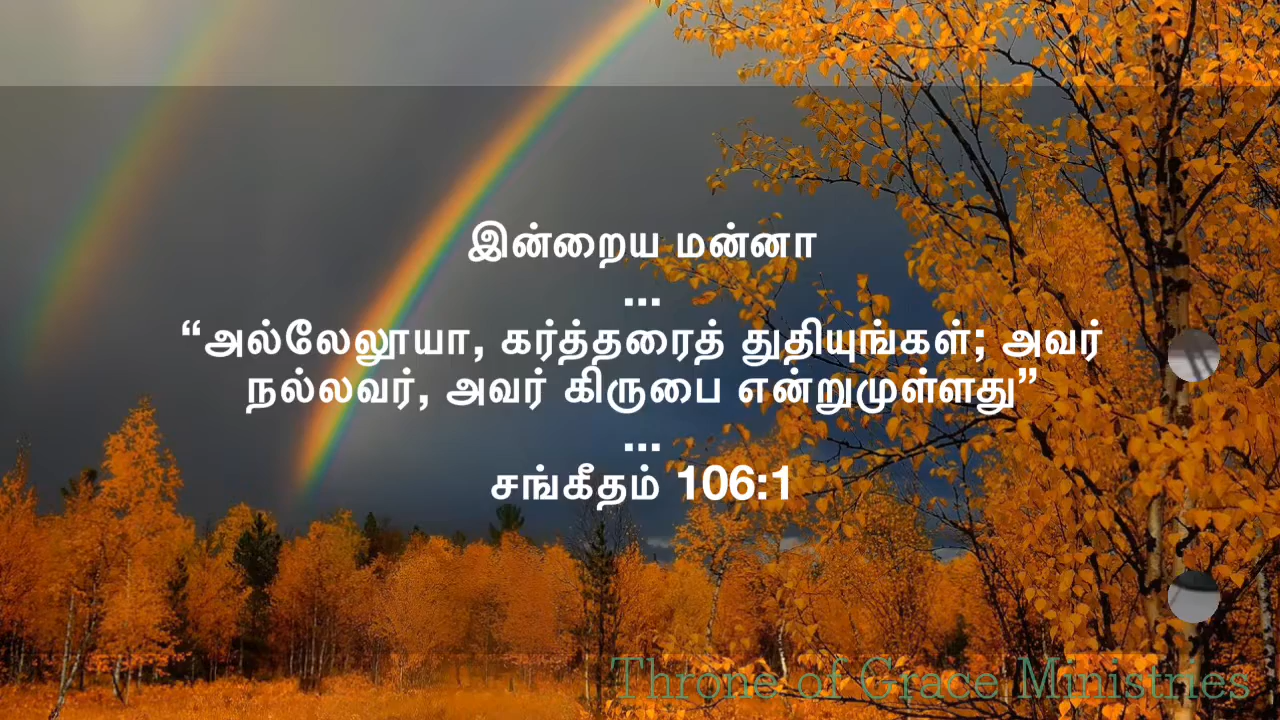 இன்றைய மன்னா
...
“அல்லேலூயா, கர்த்தரைத் துதியுங்கள்; அவர்
நல்லவர், அவர் கிருபை என்றுமுள்ளது”
...
சங்கீதம் 106:1
Throne of Grace Ministries